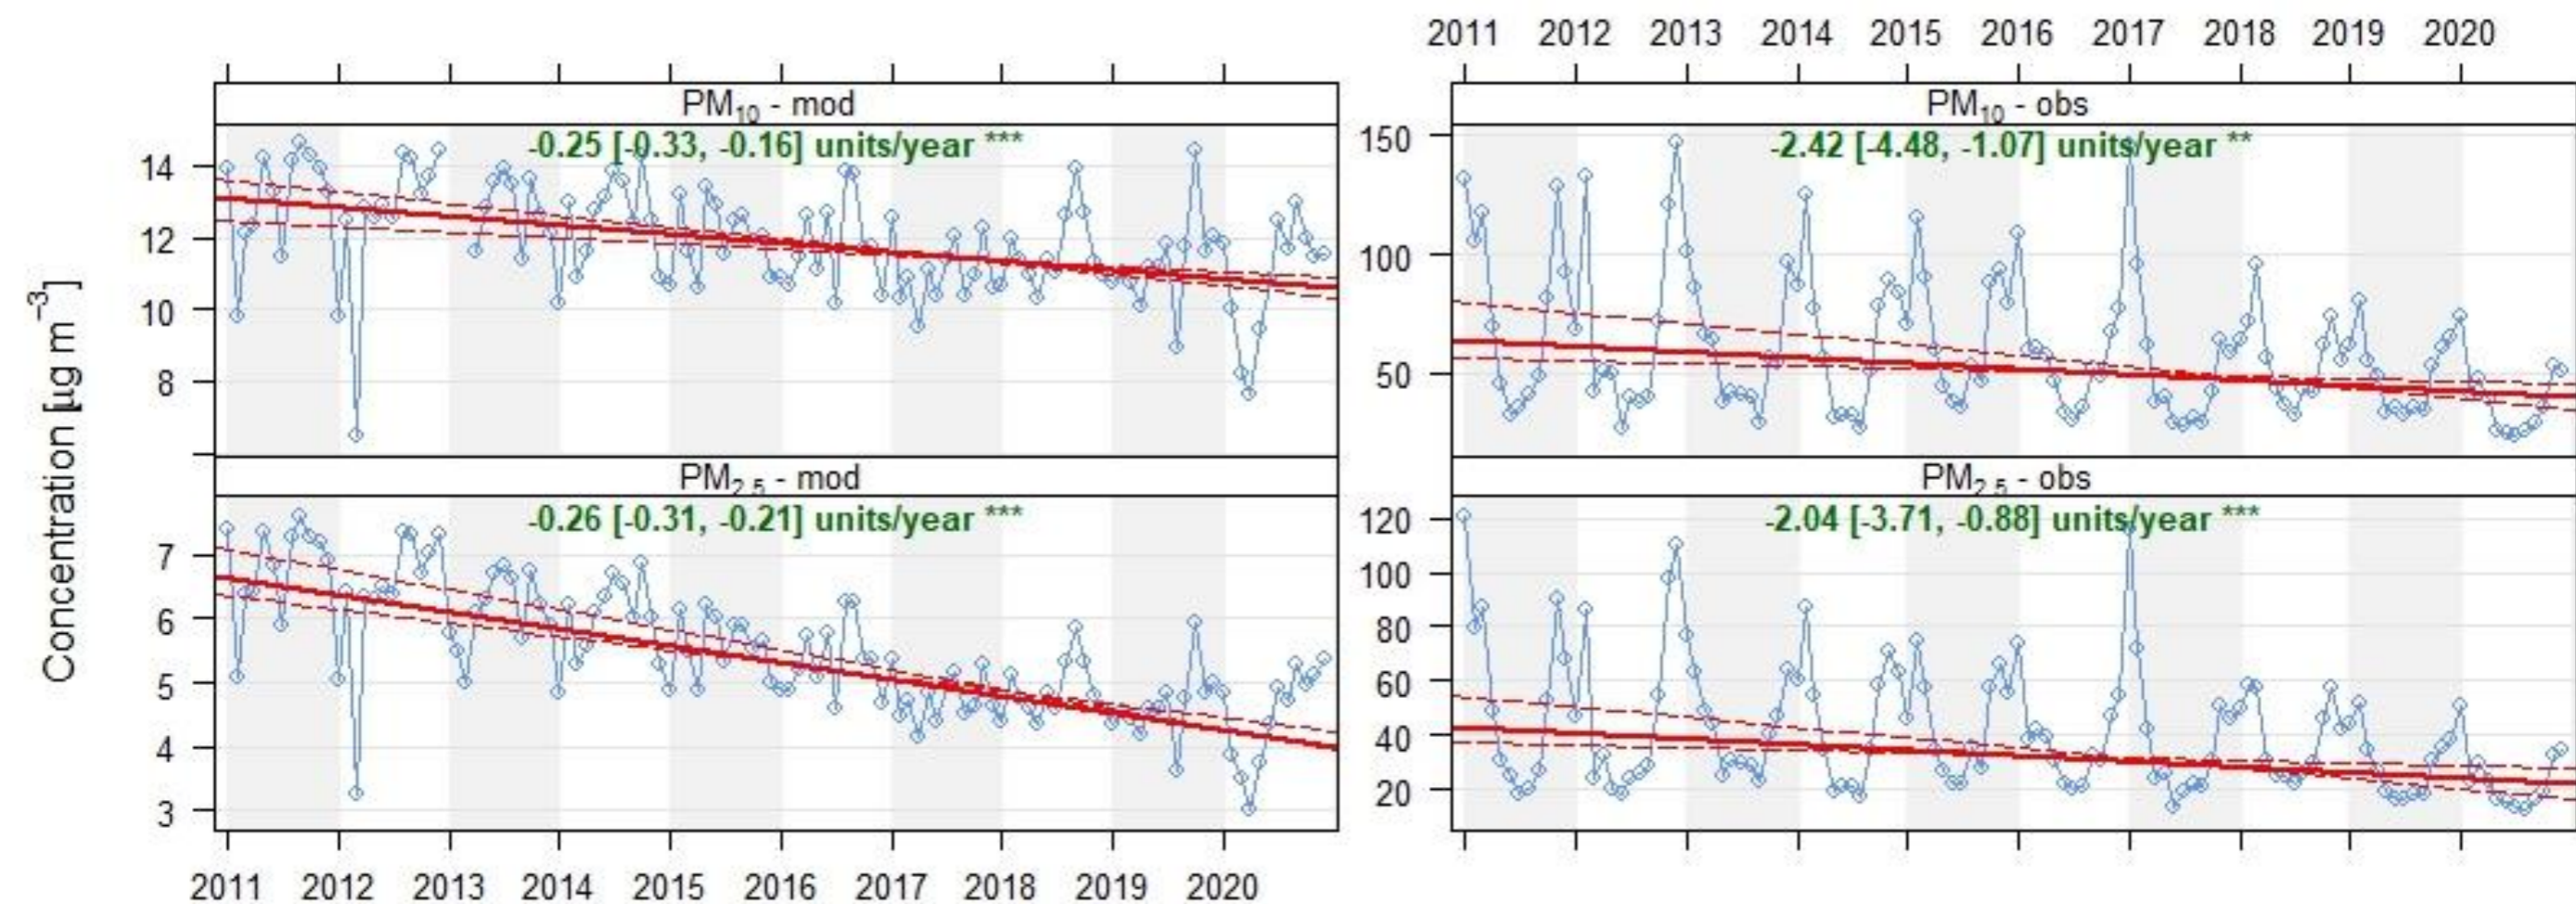 2011 2012 2013 2014 2015 2016 2017 2018 2019 2020
PM10 - mod
PM10 - obs
-0.25 [-0.33, -0.16] units/year ***
-2.42 [-4.48, -1.07] units/year **
14
12
10
8
150
100
50
Concentration [µg m−3]
PM2.5 - mod
PM2.5 - obs
-0.26 [-0.31, -0.21] units/year ***
-2.04 [-3.71, -0.88] units/year ***
7
6
5
4
3
120
100
80
60
40
20
2011 2012 2013 2014 2015 2016 2017 2018 2019 2020